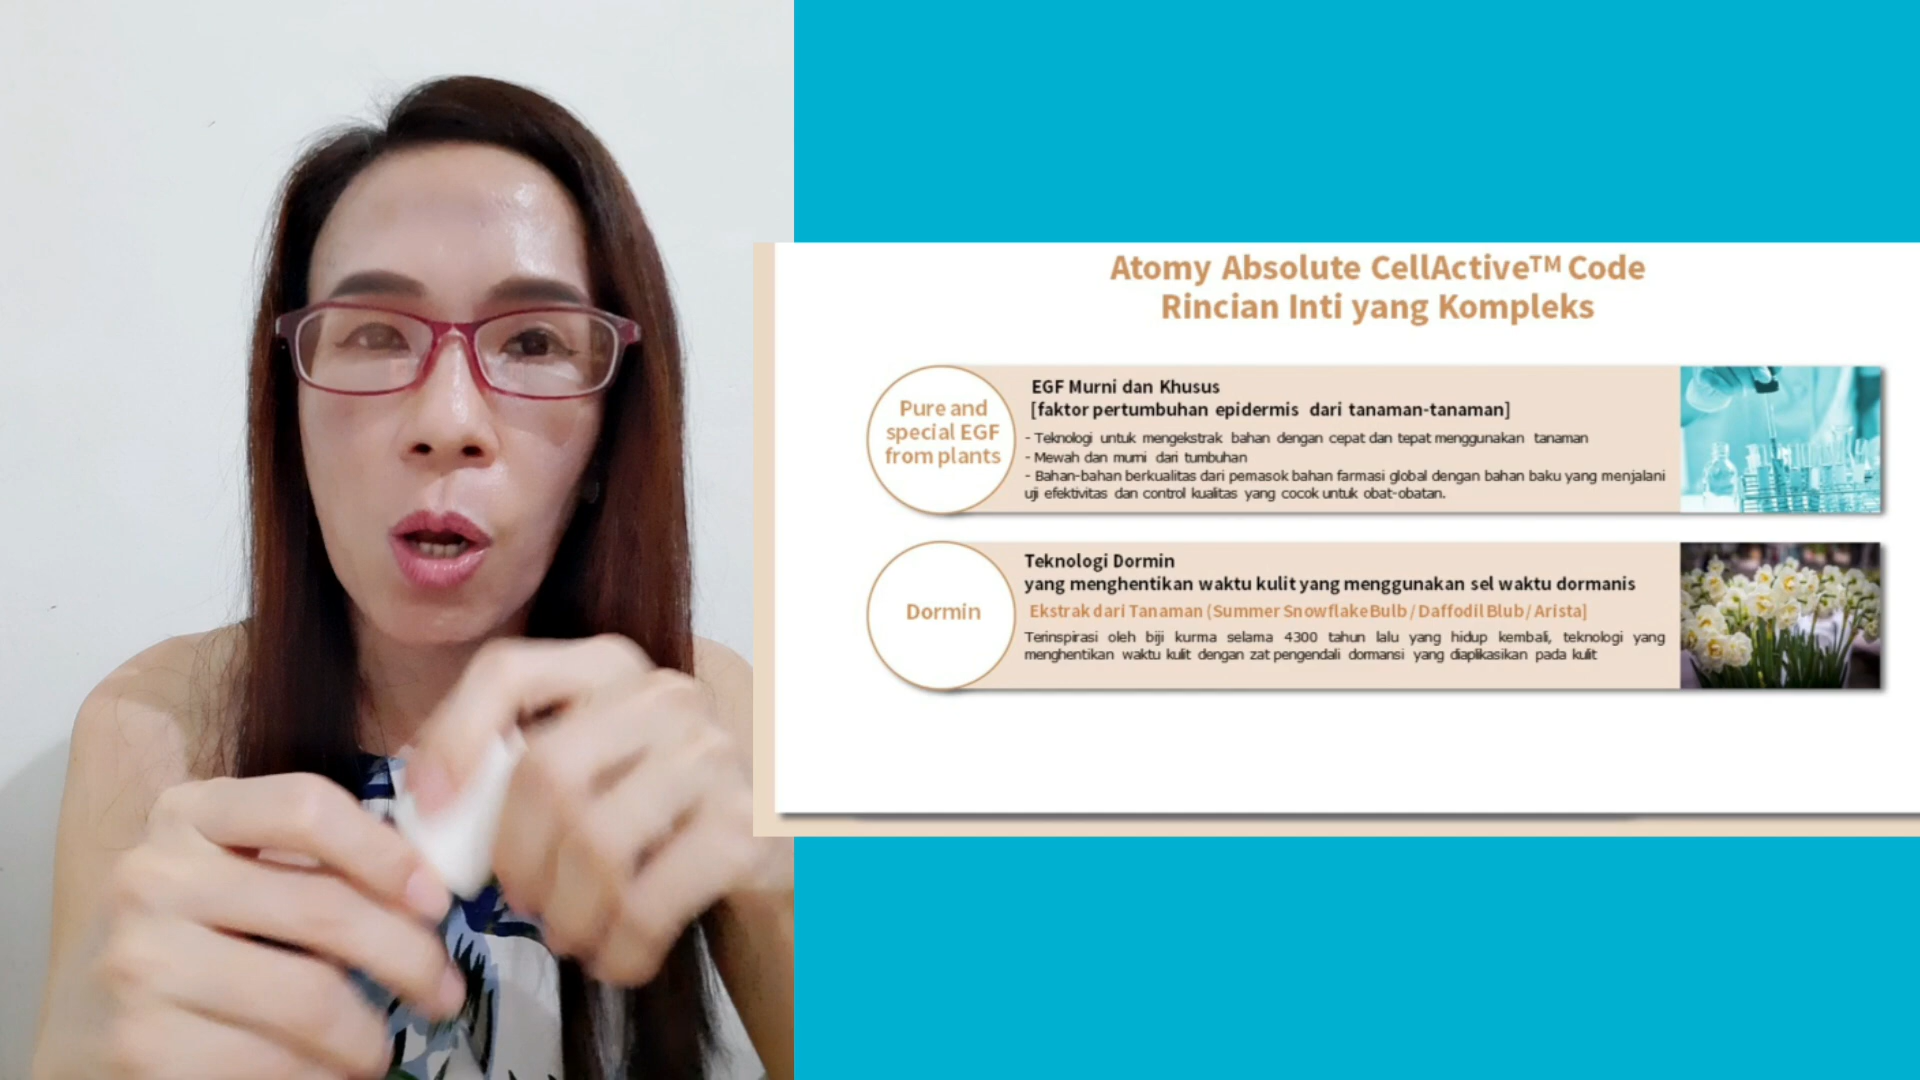 Atomy Absolute CellActive™ Code
Rincian Inti yang Kompleks
Pure and
special EGF
from plants
EGF Murni dan Khusus
[faktor pertumbuhan epidermis dari tanaman-tanaman]
- Teknologi untuk mengekstrak bahan dengan cepat dan tepat menggunakan tanaman
- Mewah dan murni dari tumbuhan
- Bahan-bahan berkualitas dari pemasok bahan farmasi global dengan bahan baku yang menjalani
uji efektivitas dan control kualitas yang cocok untuk obat-obatan.
Dormin
Teknologi Dormin
yang menghentikan waktu kulit yang menggunakan sel waktu dormanis
Ekstrak dari Tanaman (Summer Snowflake Bulb / Daffodil Blub / Arista]
Terinspirasi oleh biji kurma selama 4300 tahun lalu yang hidup kembali, teknologi yang
menghentikan waktu kulit dengan zat pengendali dormansi yang diaplikasikan pada kulit